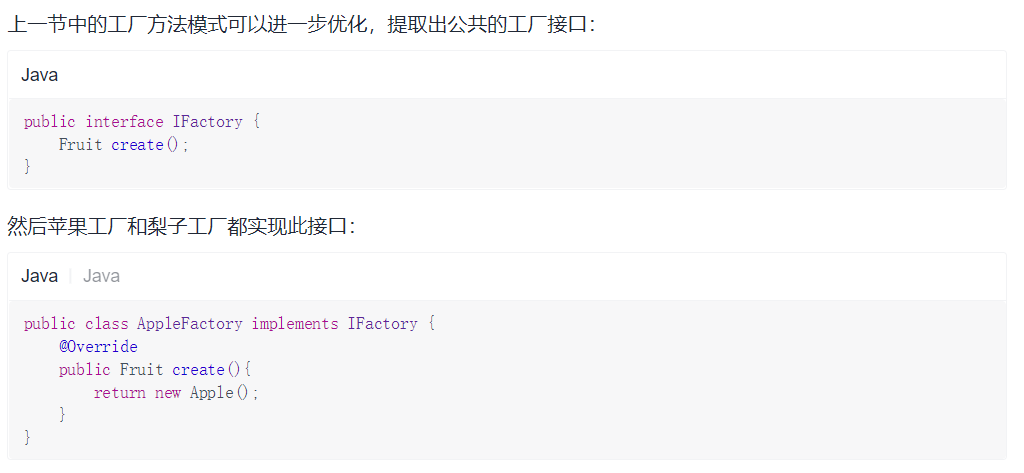 上一节中的工厂方法模式可以进一步优化，提取出公共的工厂接口：
Java
public interface IFactory {
    Fruit create();
}
然后苹果工厂和梨子工厂都实现此接口：
Java | Java
public class AppleFactory implements IFactory {
    @Override
    public Fruit create(){
        return new Apple();
    }
}